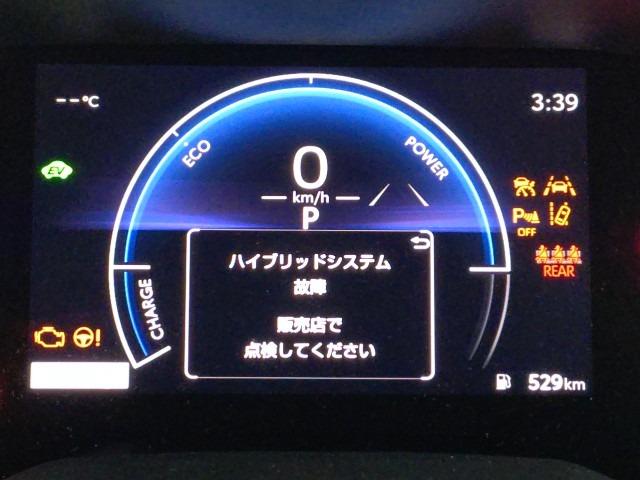 --℃
3:39
ECO
POWER
EV
0
km/h
P
P
OFF
REAR
ハイブリッドシステム
故障
販売店で
点検してください
CHARGE
!
529km